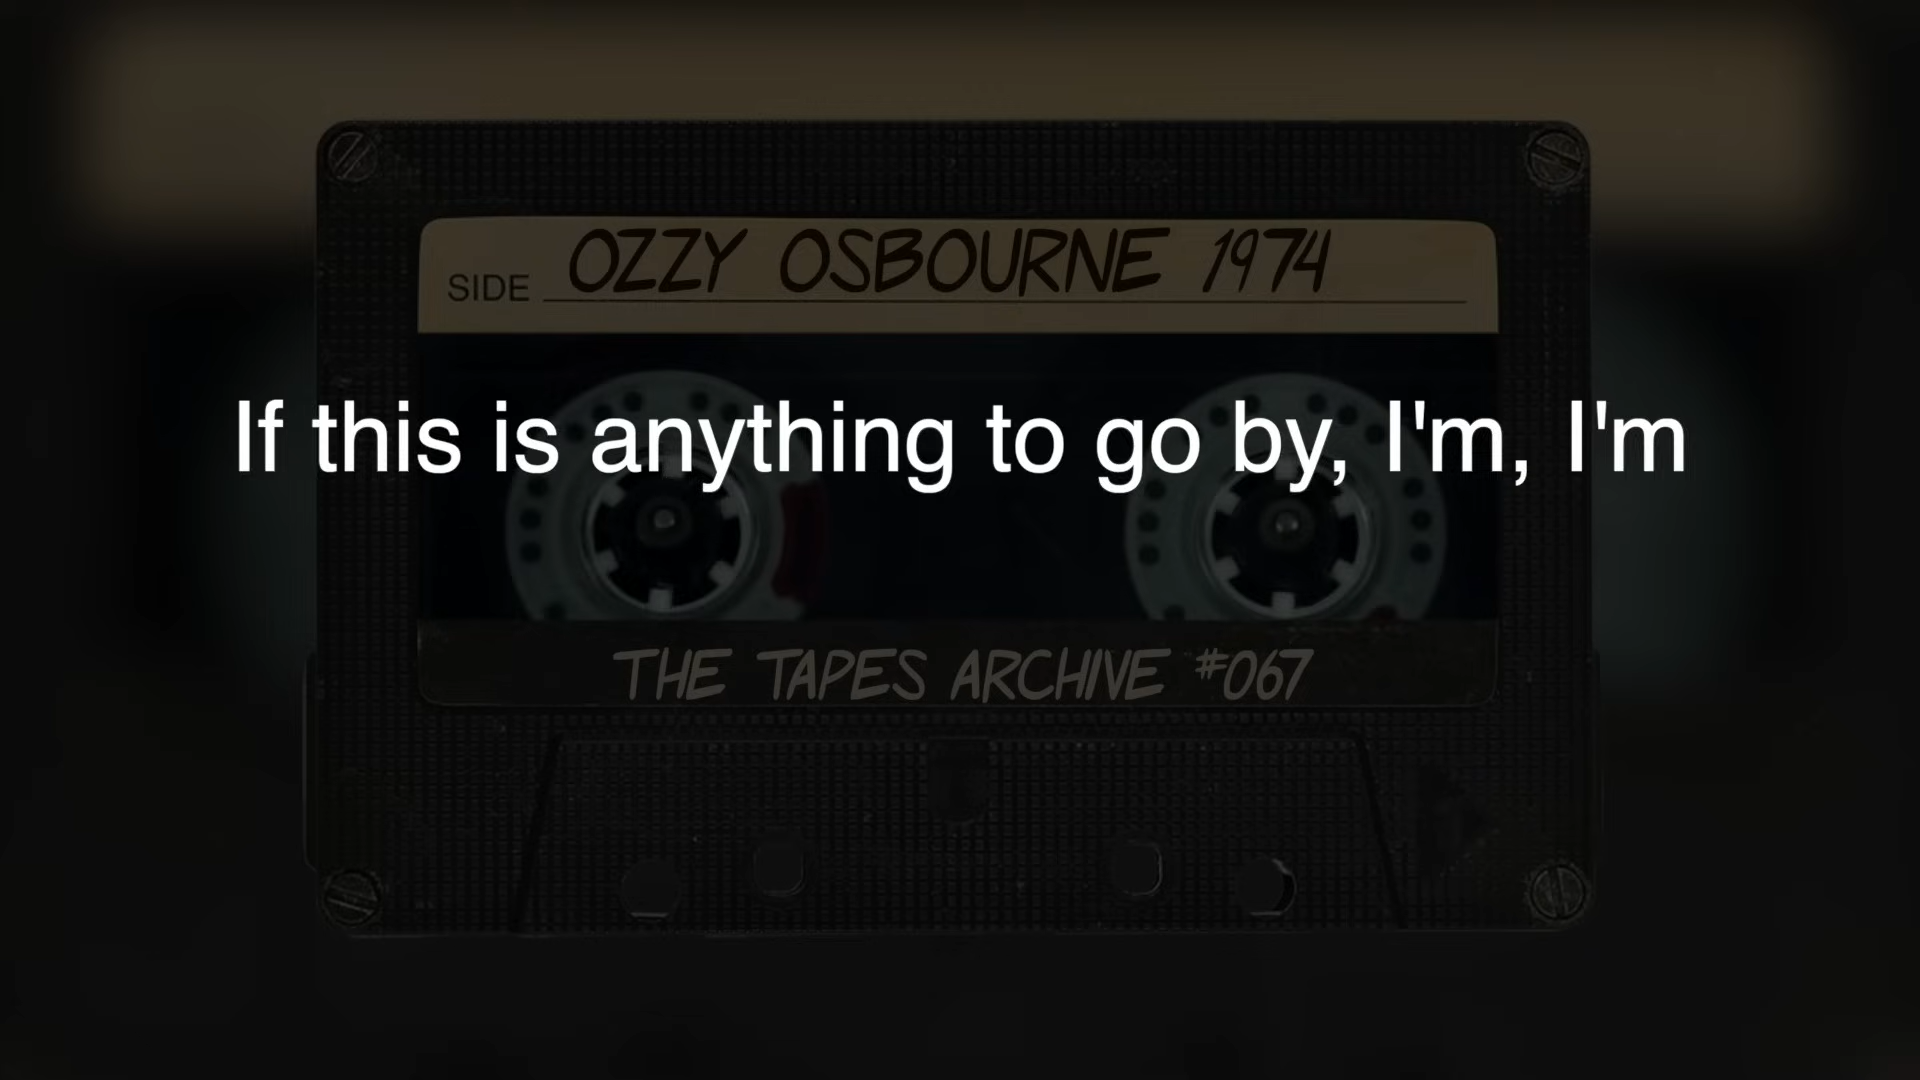 SIDE OZZY OSBOURNE 1974
If this is anything to go by, I'm, I'm
THE TAPES ARCHIVE #067